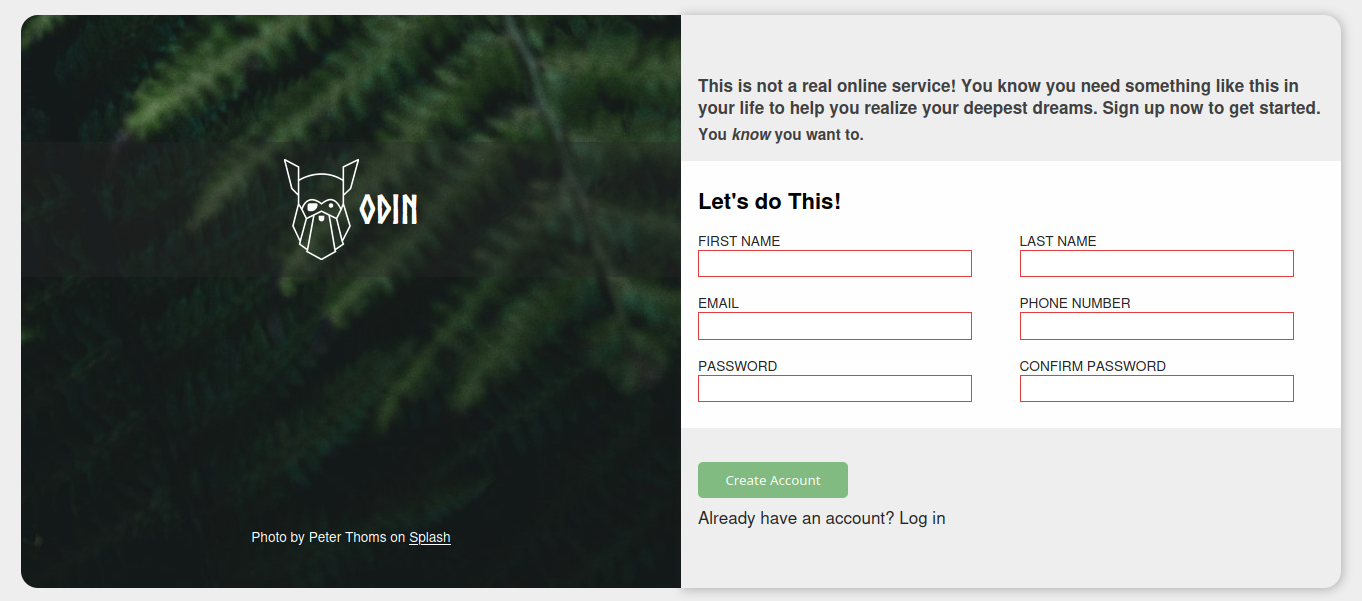 ODIN
Photo by Peter Thoms on Splash
This is not a real online service! You know you need something like this in
your life to help you realize your deepest dreams. Sign up now to get started.
You know you want to.
Let's do This!
FIRST NAME
LAST NAME
EMAIL
PHONE NUMBER
PASSWORD
CONFIRM PASSWORD
Create Account
Already have an account? Log in